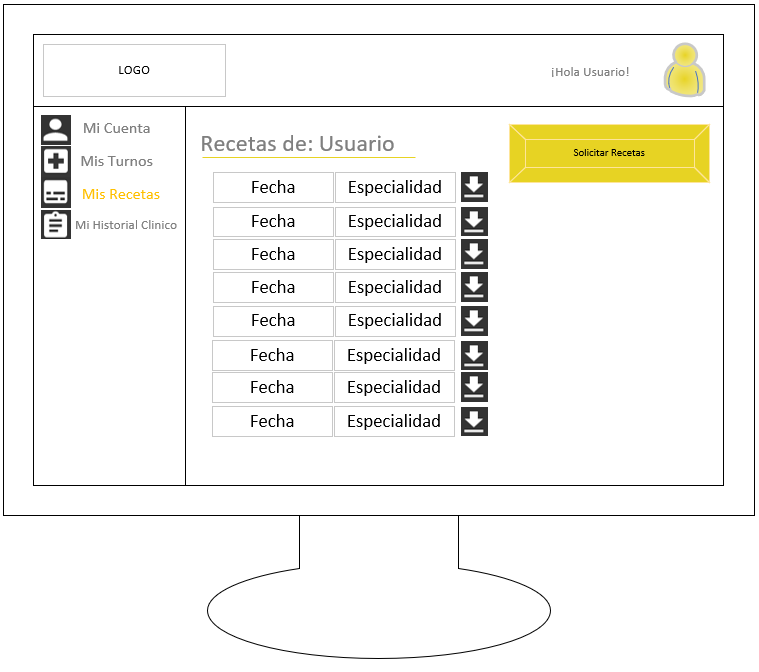 LOGO
¡Hola Usuario!
Mi Cuenta
Mis Turnos
Mis Recetas
Mi Historial Clinico
Recetas de: Usuario
Solicitar Recetas
Fecha Especialidad
Fecha Especialidad
Fecha Especialidad
Fecha Especialidad
Fecha Especialidad
Fecha Especialidad
Fecha Especialidad
Fecha Especialidad